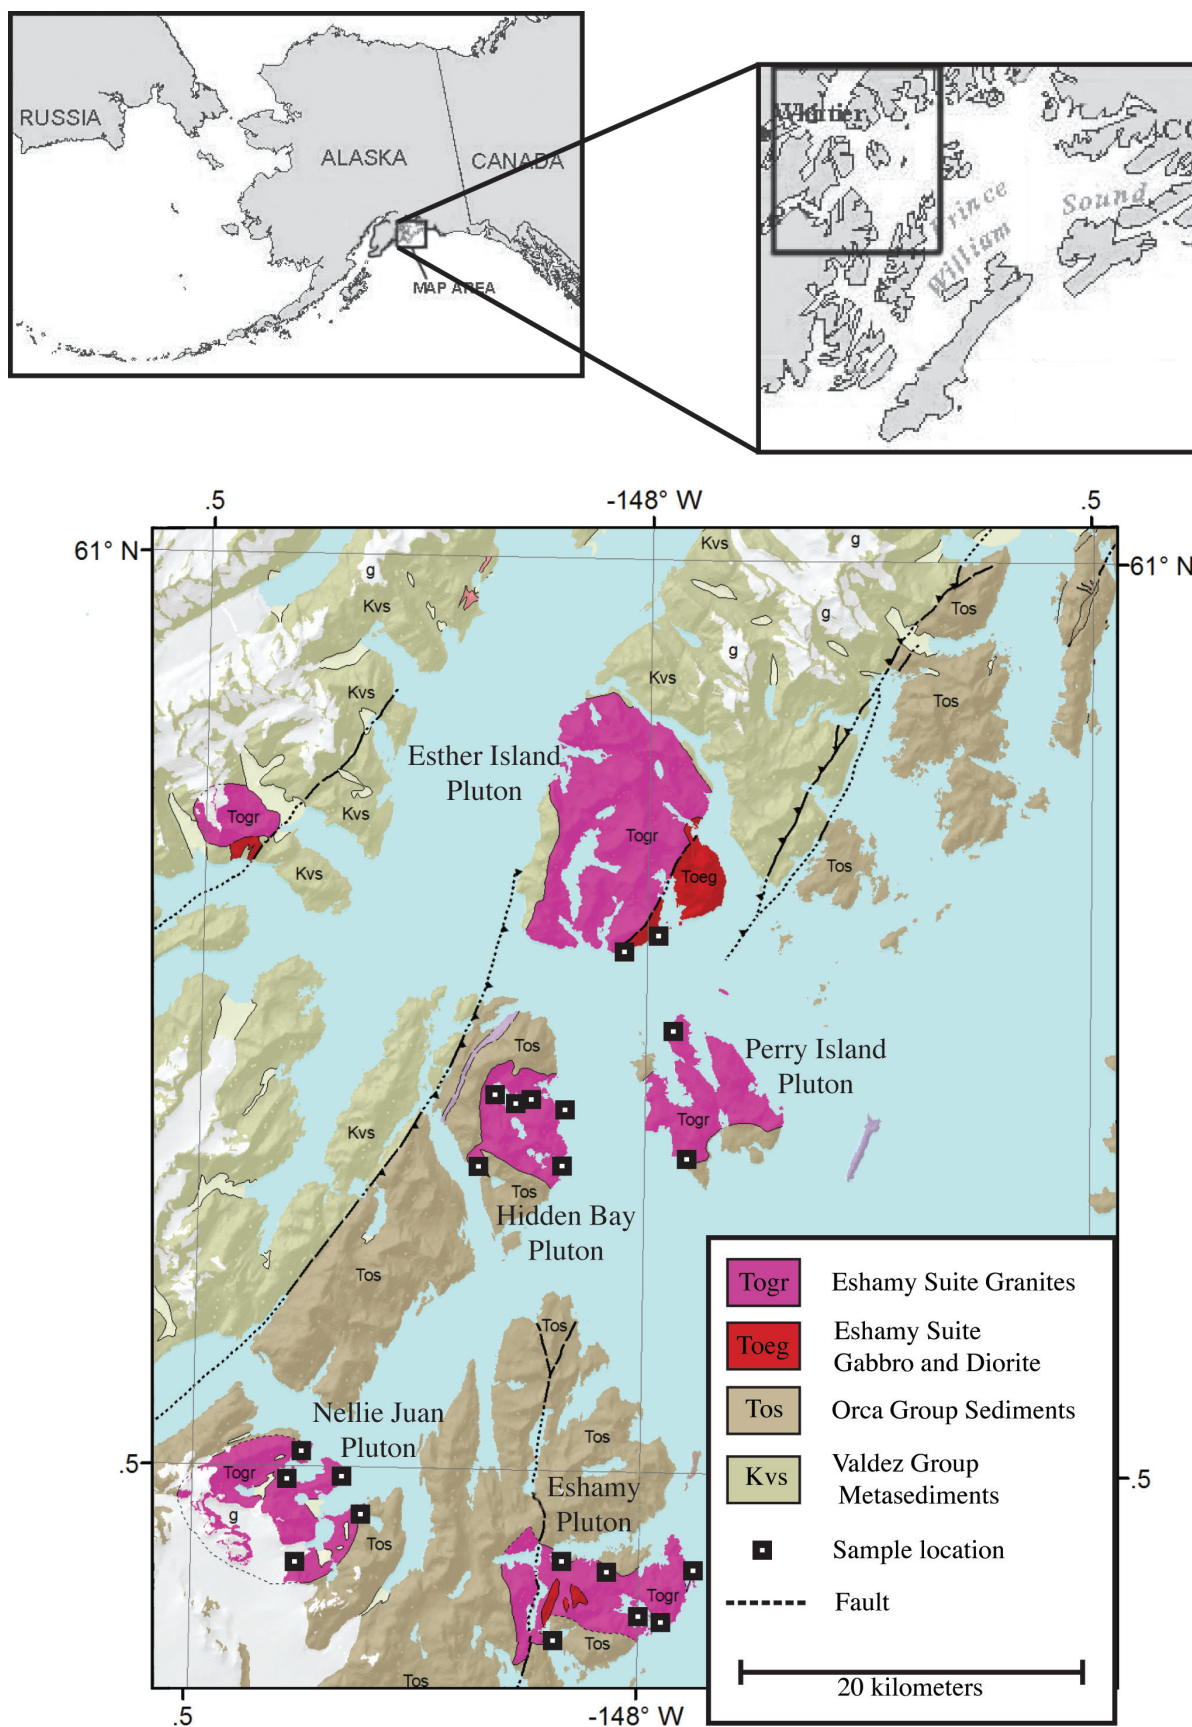 RUSSIA
ALASKA
CANADA
MAP AREA
Whittier
Prince
William
Sound
.5
-148° W
.5
61° N
61° N
Kvs
g
g
Kvs
g
Tos
g
Kvs
Kvs
Tos
Esther Island
Pluton
Togr
Kvs
Togr
Tos
Kvs
Toeg
Tos
Perry Island
Pluton
Kvs
Togr
Tos
Hidden Bay
Pluton
Tos
Tos
Nellie Juan
Pluton
Tos
.5
Togr
Eshamy
Pluton
.5
g
Tos
Togr
Tos
Tos
.5
-148° W
Togr
Eshamy Suite Granites
Toeg
Eshamy Suite
Gabbro and Diorite
Tos
Orca Group Sediments
Kvs
Valdez Group
Metasediments
Sample location
Fault
20 kilometers